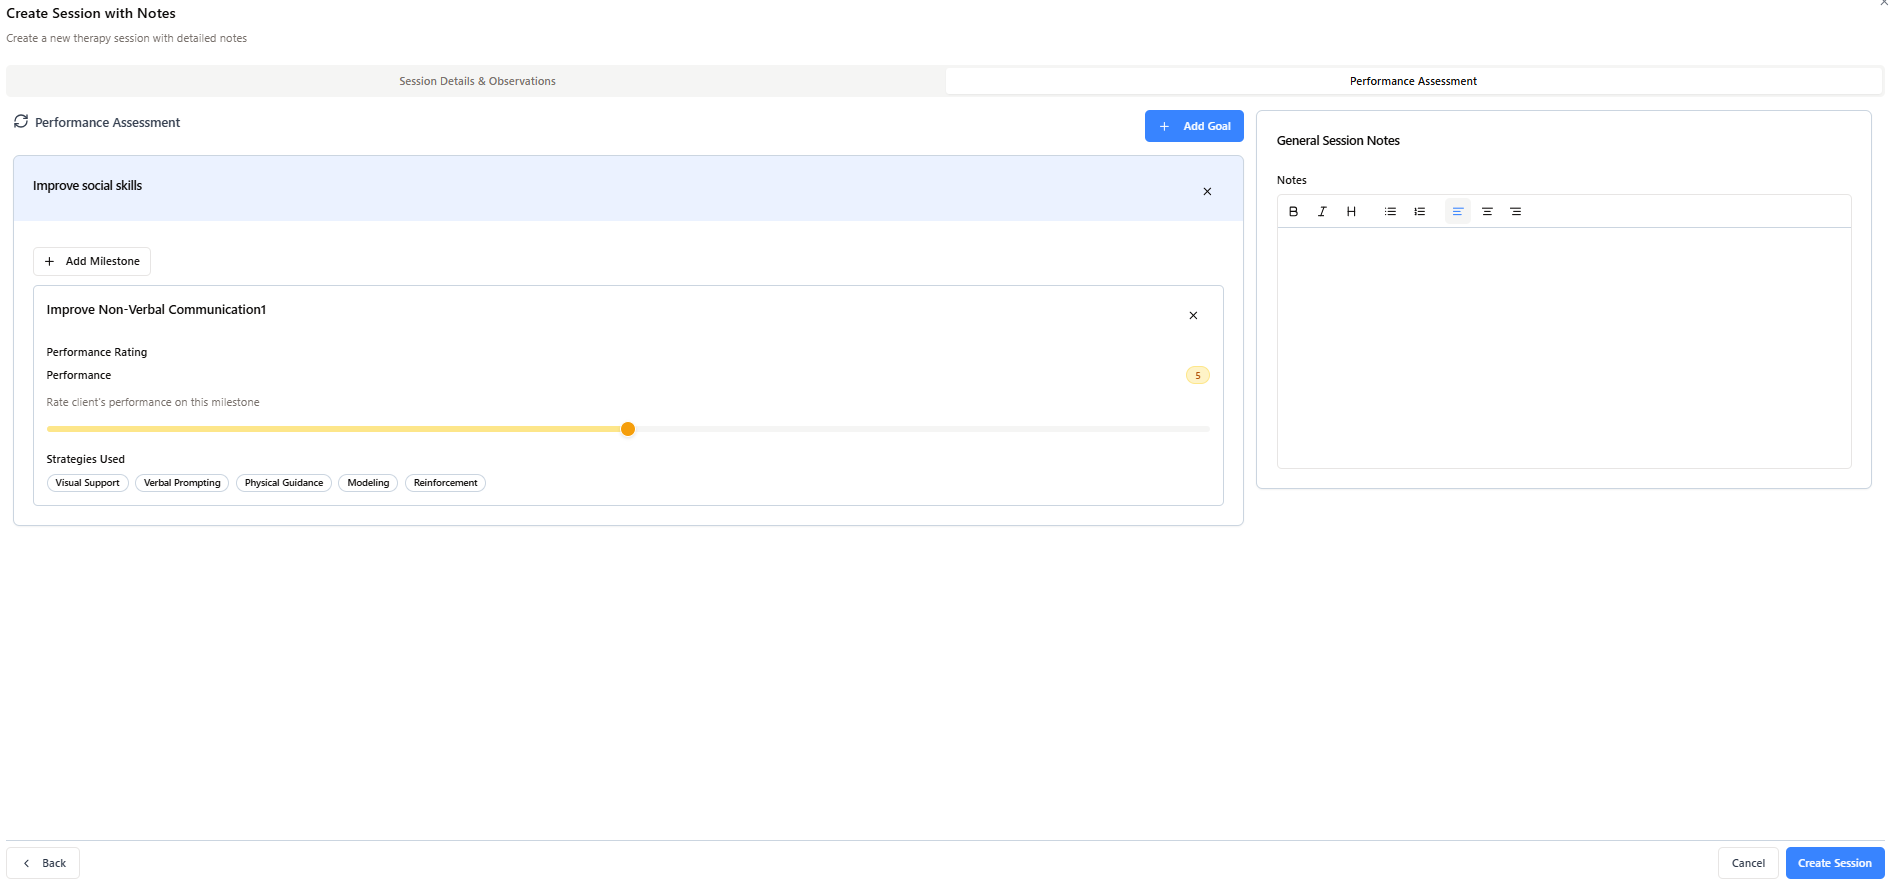 Create Session with Notes
Create a new therapy session with detailed notes
Session Details & Observations
Performance Assessment
Performance Assessment
Add Goal
Improve social skills
Add Milestone
Improve Non-Verbal Communication1
Performance Rating
Performance
5
Rate client's performance on this milestone
Strategies Used
Visual Support
Verbal Prompting
Physical Guidance
Modeling
Reinforcement
General Session Notes
Notes
B I H
Back
Cancel
Create Session